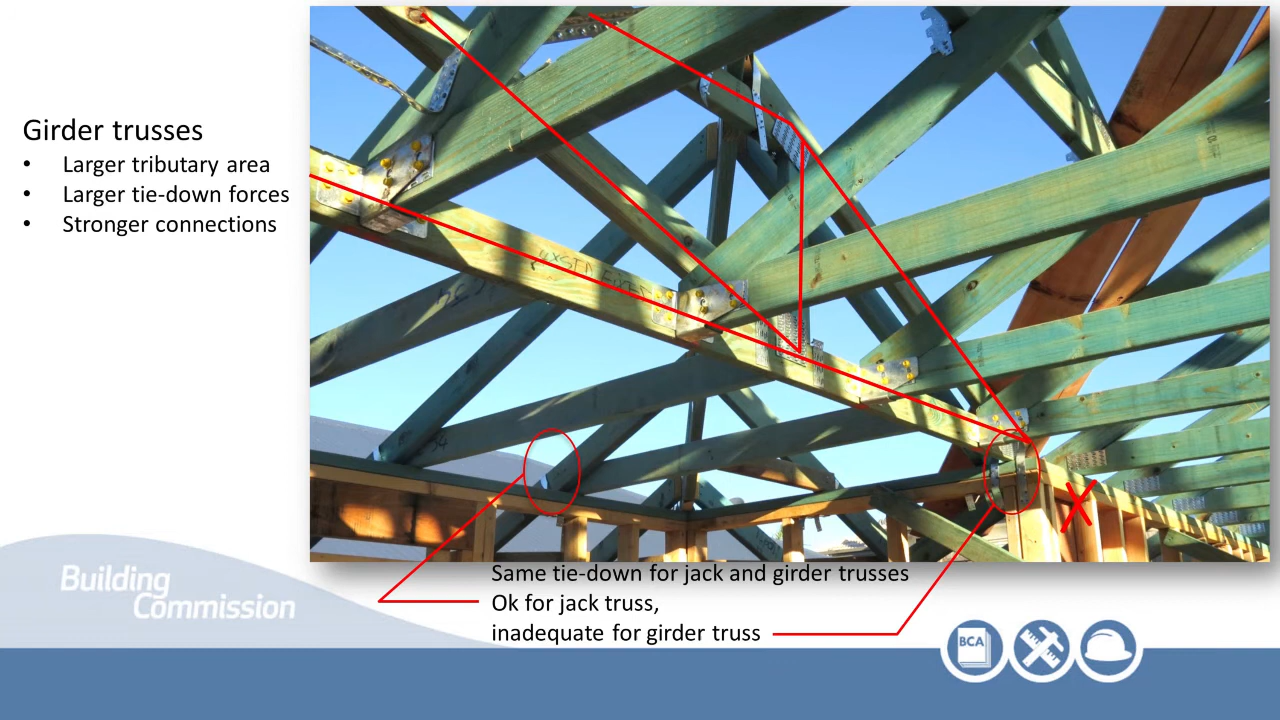 Girder trusses
• Larger tributary area
• Larger tie-down forces
• Stronger connections
Same tie-down for jack and girder trusses
Ok for jack truss,
inadequate for girder truss
Building
Commission
BCA